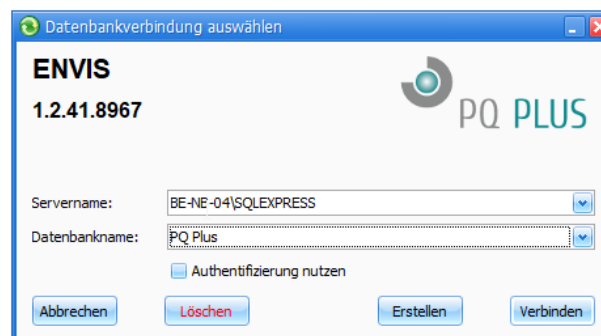 Datenbankverbindung auswählen
ENVIS
1.2.41.8967
PQ PLUS
Servername: BE-NE-04\SQLEXPRESS
Datenbankname: PQ Plus
Authentifizierung nutzen
Abbrechen Löschen Erstellen Verbinden